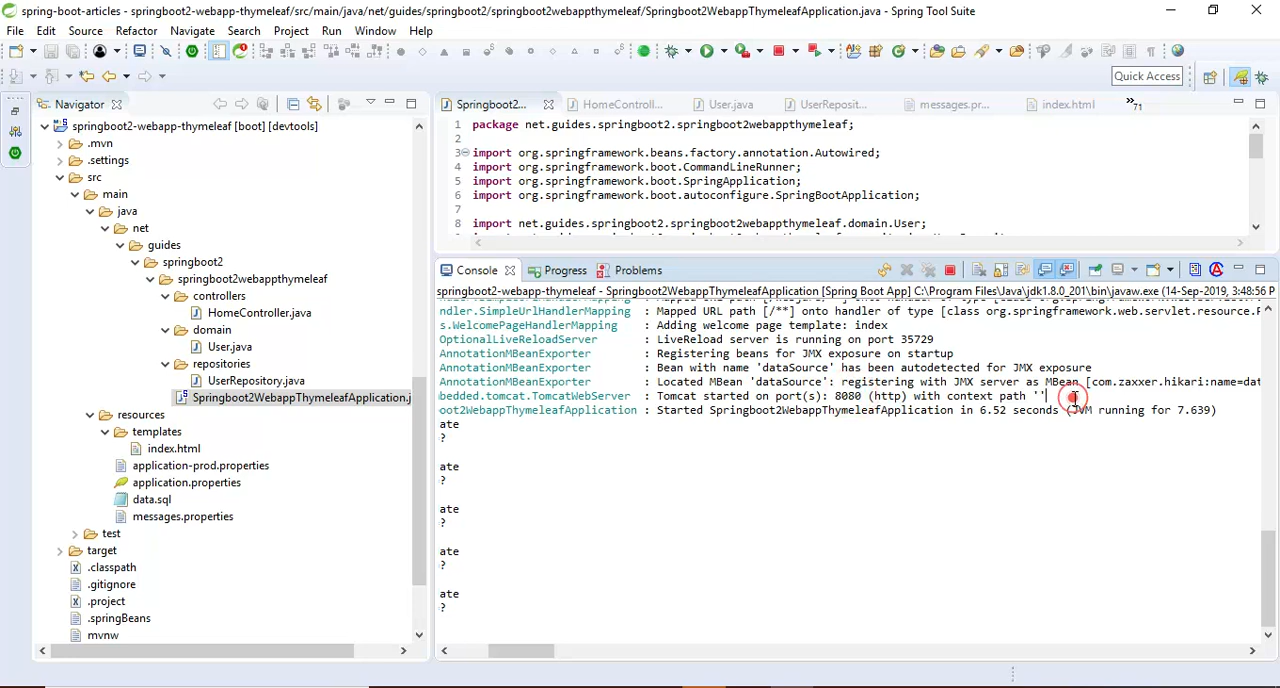 spring-boot-articles - springboot2-webapp-thymeleaf/src/main/java/net/guides/springboot2/springboot2webappthymeleaf/Springboot2WebappThymeleafApplication.java - Spring Tool Suite
File Edit Source Refactor Navigate Search Project Run Window Help
Quick Access
Navigator
springboot2-webapp-thymeleaf [boot] [devtools]
.mvn
.settings
src
main
java
net
guides
springboot2
springboot2webappthymeleaf
controllers
HomeController.java
domain
User.java
repositories
UserRepository.java
Springboot2WebappThymeleafApplication.j
resources
templates
index.html
application-prod.properties
application.properties
data.sql
messages.properties
test
target
.classpath
.gitignore
.project
.springBeans
mvnw
Springboot2... HomeControll... User.java UserReposit... messages.pr... index.html 71
1 package net.guides.springboot2.springboot2webappthymeleaf;
2
3 import org.springframework.beans.factory.annotation.Autowired;
4 import org.springframework.boot.CommandLineRunner;
5 import org.springframework.boot.SpringApplication;
6 import org.springframework.boot.autoconfigure.SpringBootApplication;
7
8 import net.guides.springboot2.springboot2webappthymeleaf.domain.User;
Console Progress Problems
springboot2-webapp-thymeleaf - Springboot2WebappThymeleafApplication [Spring Boot App] C:\Program Files\Java\jdk1.8.0_201\bin\javaw.exe (14-Sep-2019, 3:48:56 P
ndler.SimpleUrlHandlerMapping : Mapped URL path [/**] onto handler of type [class org.springframework.web.servlet.resource.R
s.WelcomePageHandlerMapping : Adding welcome page template: index
OptionalLiveReloadServer : LiveReload server is running on port 35729
AnnotationMBeanExporter : Registering beans for JMX exposure on startup
AnnotationMBeanExporter : Bean with name 'dataSource' has been autodetected for JMX exposure
AnnotationMBeanExporter : Located MBean 'dataSource': registering with JMX server as MBean [com.zaxxer.hikari:name=dat
bedded.tomcat.TomcatWebServer : Tomcat started on port(s): 8080 (http) with context path ''
oot2WebappThymeleafApplication : Started Springboot2WebappThymeleafApplication in 6.52 seconds (JVM running for 7.639)
ate
?
ate
?
ate
?
ate
?
ate
?